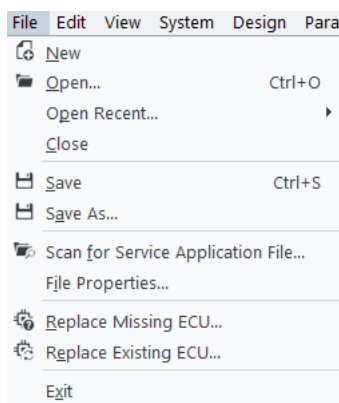 File Edit View System Design Para
New
Open... Ctrl+O
Open Recent...
Close
Save Ctrl+S
Save As...
Scan for Service Application File...
File Properties...
Replace Missing ECU...
Replace Existing ECU...
Exit